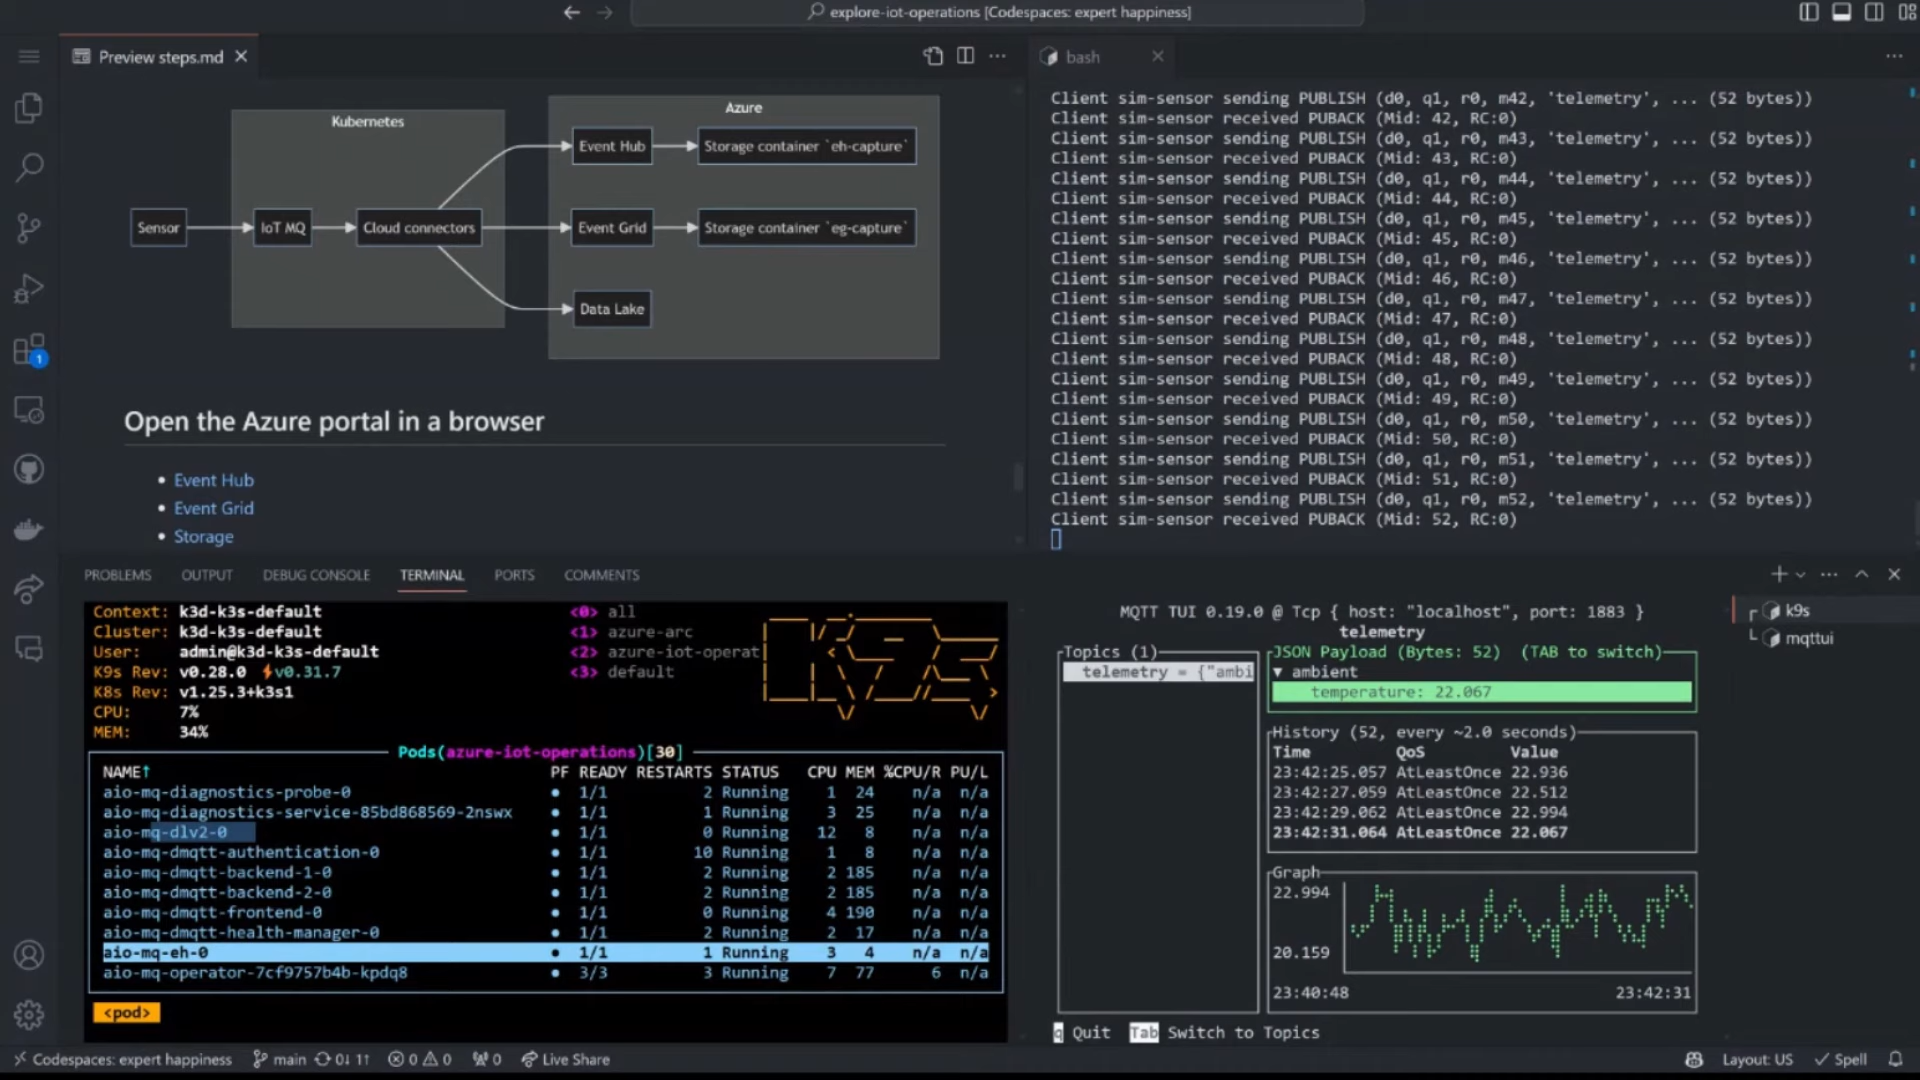 explore-iot-operations [Codespaces: expert happiness]
Preview steps.md
Kubernetes
Azure
Sensor
IoT MQ
Cloud connectors
Event Hub
Storage container `eh-capture`
Event Grid
Storage container `eg-capture`
Data Lake
Open the Azure portal in a browser
• Event Hub
• Event Grid
• Storage
1
bash
Client sim-sensor sending PUBLISH (d0, q1, r0, m42, 'telemetry', ... (52 bytes))
Client sim-sensor received PUBACK (Mid: 42, RC:0)
Client sim-sensor sending PUBLISH (d0, q1, r0, m43, 'telemetry', ... (52 bytes))
Client sim-sensor received PUBACK (Mid: 43, RC:0)
Client sim-sensor sending PUBLISH (d0, q1, r0, m44, 'telemetry', ... (52 bytes))
Client sim-sensor received PUBACK (Mid: 44, RC:0)
Client sim-sensor sending PUBLISH (d0, q1, r0, m45, 'telemetry', ... (52 bytes))
Client sim-sensor received PUBACK (Mid: 45, RC:0)
Client sim-sensor sending PUBLISH (d0, q1, r0, m46, 'telemetry', ... (52 bytes))
Client sim-sensor received PUBACK (Mid: 46, RC:0)
Client sim-sensor sending PUBLISH (d0, q1, r0, m47, 'telemetry', ... (52 bytes))
Client sim-sensor received PUBACK (Mid: 47, RC:0)
Client sim-sensor sending PUBLISH (d0, q1, r0, m48, 'telemetry', ... (52 bytes))
Client sim-sensor received PUBACK (Mid: 48, RC:0)
Client sim-sensor sending PUBLISH (d0, q1, r0, m49, 'telemetry', ... (52 bytes))
Client sim-sensor received PUBACK (Mid: 49, RC:0)
Client sim-sensor sending PUBLISH (d0, q1, r0, m50, 'telemetry', ... (52 bytes))
Client sim-sensor received PUBACK (Mid: 50, RC:0)
Client sim-sensor sending PUBLISH (d0, q1, r0, m51, 'telemetry', ... (52 bytes))
Client sim-sensor received PUBACK (Mid: 51, RC:0)
Client sim-sensor sending PUBLISH (d0, q1, r0, m52, 'telemetry', ... (52 bytes))
Client sim-sensor received PUBACK (Mid: 52, RC:0)
PROBLEMS OUTPUT DEBUG CONSOLE TERMINAL PORTS COMMENTS
Context: k3d-k3s-default <0> all
Cluster: k3d-k3s-default <1> azure-arc
User: admin@k3d-k3s-default <2> azure-iot-operat
K9s Rev: v0.28.0 ⚡v0.31.7 <3> default
K8s Rev: v1.25.3+k3s1
CPU: 7%
MEM: 34%
K9s
Pods(azure-iot-operations)[30]
NAME↑ PF READY RESTARTS STATUS CPU MEM %CPU/R PU/L
aio-mq-diagnostics-probe-0 ● 1/1 2 Running 1 24 n/a n/a
aio-mq-diagnostics-service-85bd868569-2nswx ● 1/1 1 Running 3 25 n/a n/a
aio-mq-dlv2-0 ● 1/1 0 Running 12 8 n/a n/a
aio-mq-dmqtt-authentication-0 ● 1/1 10 Running 1 8 n/a n/a
aio-mq-dmqtt-backend-1-0 ● 1/1 2 Running 2 185 n/a n/a
aio-mq-dmqtt-backend-2-0 ● 1/1 2 Running 2 185 n/a n/a
aio-mq-dmqtt-frontend-0 ● 1/1 0 Running 4 190 n/a n/a
aio-mq-dmqtt-health-manager-0 ● 1/1 2 Running 2 17 n/a n/a
aio-mq-eh-0 ● 1/1 1 Running 3 4 n/a n/a
aio-mq-operator-7cf9757b4b-kpdq8 ● 3/3 3 Running 7 77 6 n/a
<pod>
MQTT TUI 0.19.0 @ Tcp { host: "localhost", port: 1883 }
telemetry
Topics (1)
telemetry = {"ambi
JSON Payload (Bytes: 52) (TAB to switch)
▼ ambient
temperature: 22.067
History (52, every ~2.0 seconds)
Time QoS Value
23:42:25.057 AtLeastOnce 22.936
23:42:27.059 AtLeastOnce 22.512
23:42:29.062 AtLeastOnce 22.994
23:42:31.064 AtLeastOnce 22.067
Graph
22.994
20.159
23:40:48 23:42:31
q Quit Tab Switch to Topics
k9s
mqttui
Codespaces: expert happiness main 0↓ 1↑ 0 0 0 Live Share Layout: US Spell